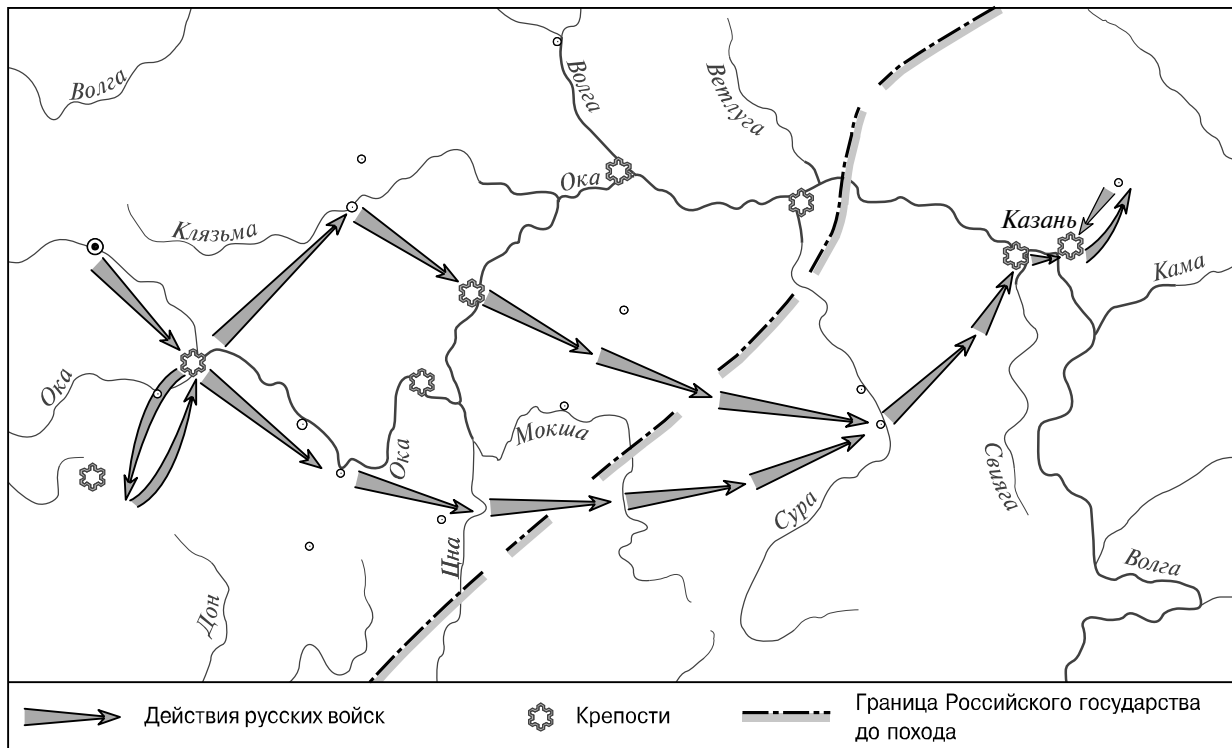 Волга
Волга
Ветлуга
Ока
Клязьма
Казань
Кама
Ока
Мокша
Ока
Свияга
Сура
Цна
Волга
Дон
Действия русских войск
Крепости
Граница Российского государства
до похода